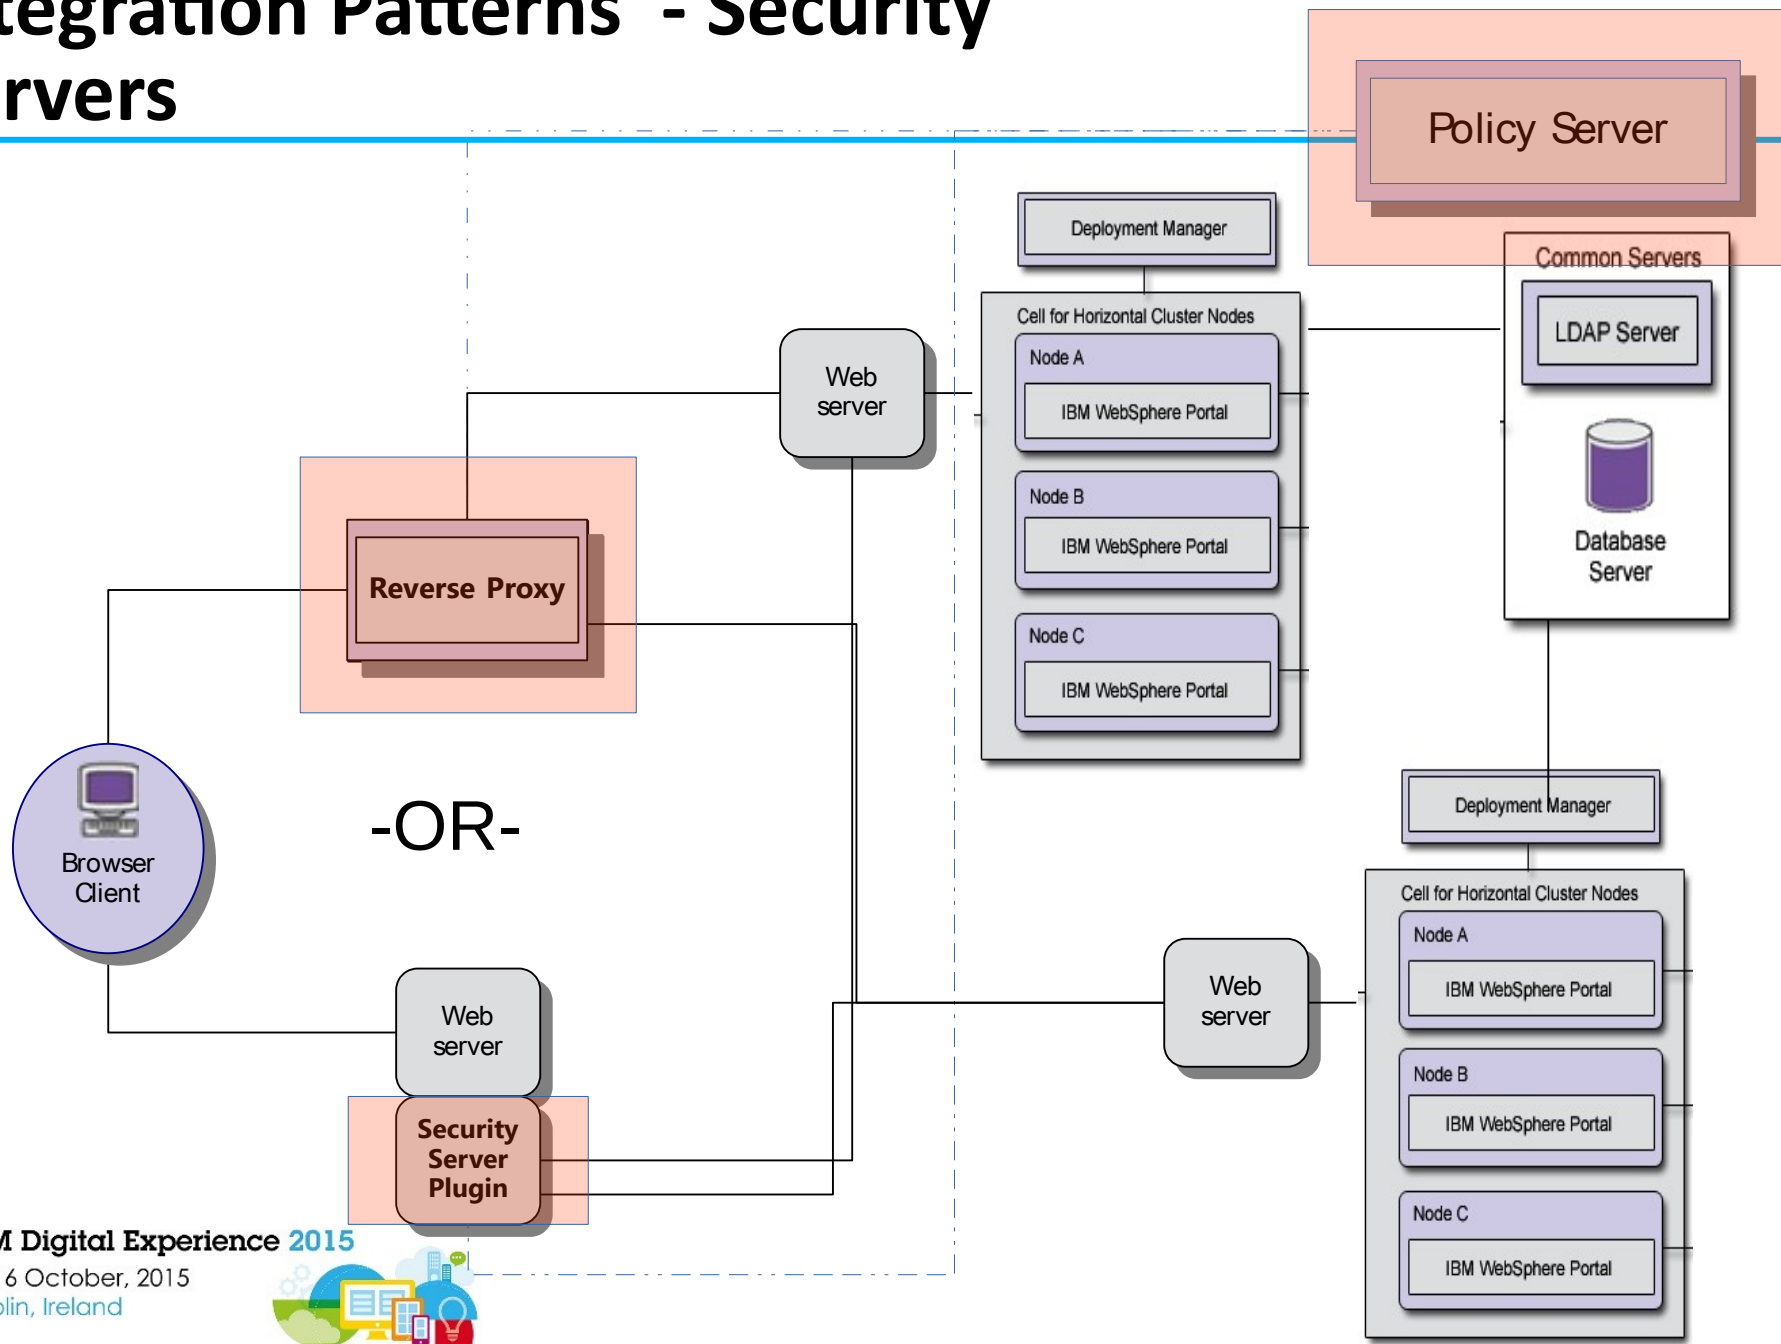 tegration Patterns - Security
rvers
Policy Server
Deployment Manager
Common Servers
LDAP Server
Database
Server
Cell for Horizontal Cluster Nodes
Node A
IBM WebSphere Portal
Node B
IBM WebSphere Portal
Node C
IBM WebSphere Portal
Web
server
Reverse Proxy
-OR-
Browser
Client
Web
server
Security
Server
Plugin
Web
server
Deployment Manager
Cell for Horizontal Cluster Nodes
Node A
IBM WebSphere Portal
Node B
IBM WebSphere Portal
Node C
IBM WebSphere Portal
M Digital Experience 2015
6 October, 2015
lin, Ireland